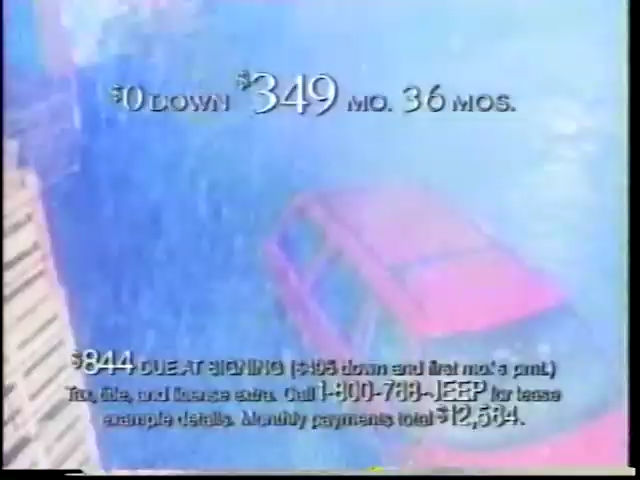 $0 DOWN $349 MO. 36 MOS.
$844 DUE AT SIGNING ($495 down and first mo.'s pmt.)
Tax, title, and license extra. Call 1-800-788-JEEP for lease
example details. Monthly payments total $12,564.